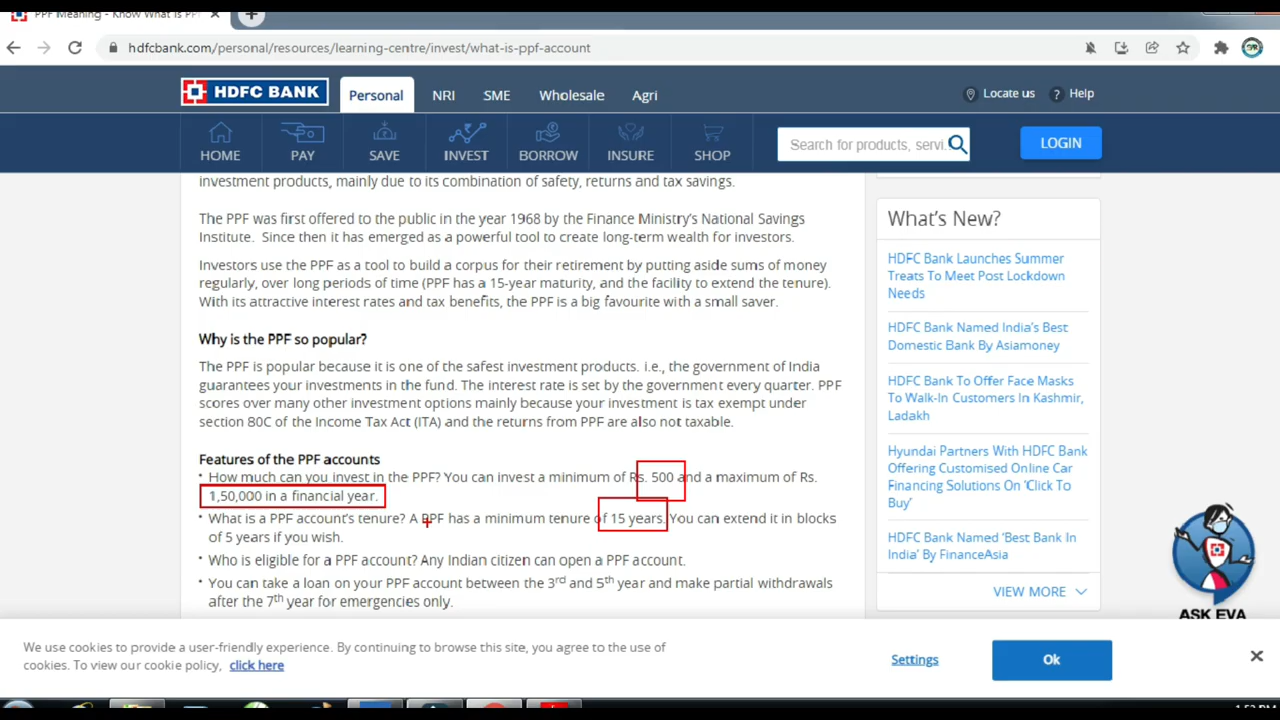 PPF Meaning - Know What Is PPF
hdfcbank.com/personal/resources/learning-centre/invest/what-is-ppf-account
HDFC BANK
Personal
NRI
SME
Wholesale
Agri
Locate us
? Help
HOME
PAY
SAVE
INVEST
BORROW
INSURE
SHOP
Search for products, servi..
LOGIN
investment products, mainly due to its combination of safety, returns and tax savings.
The PPF was first offered to the public in the year 1968 by the Finance Ministry's National Savings
Institute. Since then it has emerged as a powerful tool to create long-term wealth for investors.
Investors use the PPF as a tool to build a corpus for their retirement by putting aside sums of money
regularly, over long periods of time (PPF has a 15-year maturity, and the facility to extend the tenure).
With its attractive interest rates and tax benefits, the PPF is a big favourite with a small saver.
Why is the PPF so popular?
The PPF is popular because it is one of the safest investment products. i.e., the government of India
guarantees your investments in the fund. The interest rate is set by the government every quarter. PPF
scores over many other investment options mainly because your investment is tax exempt under
section 80C of the Income Tax Act (ITA) and the returns from PPF are also not taxable.
Features of the PPF accounts
• How much can you invest in the PPF? You can invest a minimum of Rs. 500 and a maximum of Rs.
1,50,000 in a financial year.
• What is a PPF account's tenure? A PPF has a minimum tenure of 15 years. You can extend it in blocks
of 5 years if you wish.
• Who is eligible for a PPF account? Any Indian citizen can open a PPF account.
• You can take a loan on your PPF account between the 3rd and 5th year and make partial withdrawals
after the 7th year for emergencies only.
What's New?
HDFC Bank Launches Summer
Treats To Meet Post Lockdown
Needs
HDFC Bank Named India's Best
Domestic Bank By Asiamoney
HDFC Bank To Offer Face Masks
To Walk-In Customers In Kashmir,
Ladakh
Hyundai Partners With HDFC Bank
Offering Customised Online Car
Financing Solutions On 'Click To
Buy'
HDFC Bank Named 'Best Bank In
India' By FinanceAsia
VIEW MORE
ASK EVA
We use cookies to provide a user-friendly experience. By continuing to browse this site, you agree to the use of
cookies. To view our cookie policy, click here
Settings
Ok